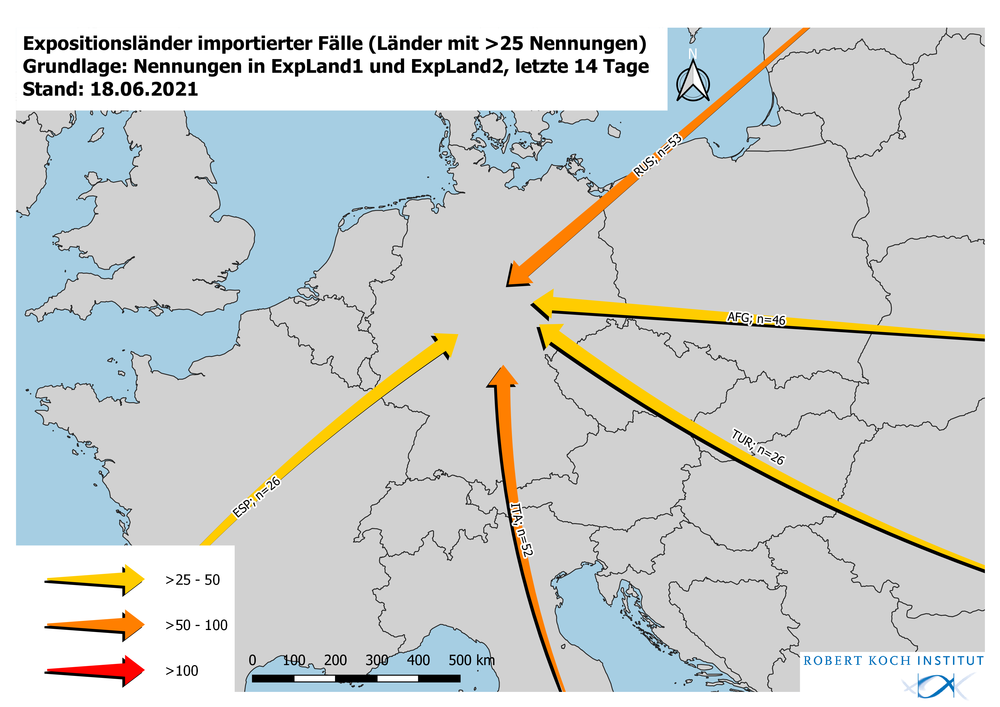 Expositionsländer importierter Fälle (Länder mit >25 Nennungen)
Grundlage: Nennungen in ExpLand1 und ExpLand2, letzte 14 Tage
Stand: 18.06.2021
N
RUS; n=53
AFG; n=46
TUR; n=26
ESP; n=26
ITA; n=52
>25 - 50
>50 - 100
>100
0 100 200 300 400 500 km
ROBERT KOCH INSTITUT